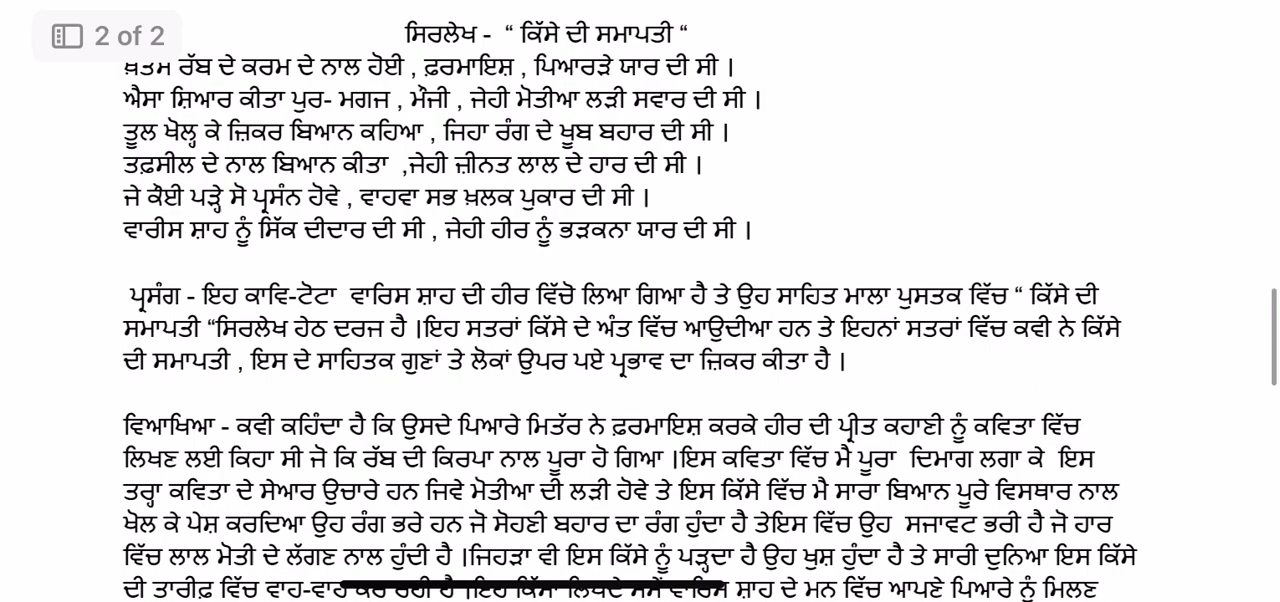 2 of 2
ਸਿਰਲੇਖ - “ ਕਿੱਸੇ ਦੀ ਸਮਾਪਤੀ “
ਖ਼ਤਮ ਰੱਬ ਦੇ ਕਰਮ ਦੇ ਨਾਲ ਹੋਈ , ਫ਼ਰਮਾਇਸ਼ , ਪਿਆਰੜੇ ਯਾਰ ਦੀ ਸੀ ।
ਐਸਾ ਸ਼ਿਆਰ ਕੀਤਾ ਪੁਰ- ਮਗਜ , ਮੌਜੀ , ਜੇਹੀ ਮੋਤੀਆ ਲੜੀ ਸਵਾਰ ਦੀ ਸੀ ।
ਤੂਲ ਖੋਲ੍ਹ ਕੇ ਜ਼ਿਕਰ ਬਿਆਨ ਕਹਿਆ , ਜਿਹਾ ਰੰਗ ਦੇ ਖ਼ੂਬ ਬਹਾਰ ਦੀ ਸੀ ।
ਤਫ਼ਸੀਲ ਦੇ ਨਾਲ ਬਿਆਨ ਕੀਤਾ ,ਜੇਹੀ ਜ਼ੀਨਤ ਲਾਲ ਦੇ ਹਾਰ ਦੀ ਸੀ ।
ਜੇ ਕੋਈ ਪੜ੍ਹੇ ਸੋ ਪ੍ਰਸੰਨ ਹੋਵੇ , ਵਾਹਵਾ ਸਭ ਖ਼ਲਕ ਪੁਕਾਰ ਦੀ ਸੀ ।
ਵਾਰੀਸ ਸ਼ਾਹ ਨੂੰ ਸਿੱਕ ਦੀਦਾਰ ਦੀ ਸੀ , ਜੇਹੀ ਹੀਰ ਨੂੰ ਭੜਕਨਾ ਯਾਰ ਦੀ ਸੀ ।
ਪ੍ਰਸੰਗ - ਇਹ ਕਾਵਿ-ਟੋਟਾ ਵਾਰਿਸ ਸ਼ਾਹ ਦੀ ਹੀਰ ਵਿੱਚੋ ਲਿਆ ਗਿਆ ਹੈ ਤੇ ਉਹ ਸਾਹਿਤ ਮਾਲਾ ਪੁਸਤਕ ਵਿੱਚ “ ਕਿੱਸੇ ਦੀ
ਸਮਾਪਤੀ “ਸਿਰਲੇਖ ਹੇਠ ਦਰਜ ਹੈ ।ਇਹ ਸਤਰਾਂ ਕਿੱਸੇ ਦੇ ਅੰਤ ਵਿੱਚ ਆਉਦੀਆ ਹਨ ਤੇ ਇਹਨਾਂ ਸਤਰਾਂ ਵਿੱਚ ਕਵੀ ਨੇ ਕਿੱਸੇ
ਦੀ ਸਮਾਪਤੀ , ਇਸ ਦੇ ਸਾਹਿਤਕ ਗੁਣਾਂ ਤੇ ਲੋਕਾਂ ਉਪਰ ਪਏ ਪ੍ਰਭਾਵ ਦਾ ਜ਼ਿਕਰ ਕੀਤਾ ਹੈ ।
ਵਿਆਖਿਆ - ਕਵੀ ਕਹਿੰਦਾ ਹੈ ਕਿ ਉਸਦੇ ਪਿਆਰੇ ਮਿਤੱਰ ਨੇ ਫ਼ਰਮਾਇਸ਼ ਕਰਕੇ ਹੀਰ ਦੀ ਪ੍ਰੀਤ ਕਹਾਣੀ ਨੂੰ ਕਵਿਤਾ ਵਿੱਚ
ਲਿਖਣ ਲਈ ਕਿਹਾ ਸੀ ਜੋ ਕਿ ਰੱਬ ਦੀ ਕਿਰਪਾ ਨਾਲ ਪੂਰਾ ਹੋ ਗਿਆ ।ਇਸ ਕਵਿਤਾ ਵਿੱਚ ਮੈ ਪੂਰਾ ਦਿਮਾਗ ਲਗਾ ਕੇ ਇਸ
ਤਰ੍ਹਾ ਕਵਿਤਾ ਦੇ ਸੇਆਰ ਉਚਾਰੇ ਹਨ ਜਿਵੇ ਮੋਤੀਆ ਦੀ ਲੜੀ ਹੋਵੇ ਤੇ ਇਸ ਕਿੱਸੇ ਵਿੱਚ ਮੈ ਸਾਰਾ ਬਿਆਨ ਪੂਰੇ ਵਿਸਥਾਰ ਨਾਲ
ਖੋਲ ਕੇ ਪੇਸ਼ ਕਰਦਿਆ ਉਹ ਰੰਗ ਭਰੇ ਹਨ ਜੋ ਸੋਹਣੀ ਬਹਾਰ ਦਾ ਰੰਗ ਹੁੰਦਾ ਹੈ ਤੇਇਸ ਵਿੱਚ ਉਹ ਸਜਾਵਟ ਭਰੀ ਹੈ ਜੋ ਹਾਰ
ਵਿੱਚ ਲਾਲ ਮੋਤੀ ਦੇ ਲੱਗਣ ਨਾਲ ਹੁੰਦੀ ਹੈ ।ਜਿਹੜਾ ਵੀ ਇਸ ਕਿੱਸੇ ਨੂੰ ਪੜ੍ਹਦਾ ਹੈ ਉਹ ਖੁਸ਼ ਹੁੰਦਾ ਹੈ ਤੇ ਸਾਰੀ ਦੁਨਿਆ ਇਸ ਕਿੱਸੇ
ਦੀ ਤਾਰੀਫ਼ ਵਿੱਚ ਵਾਹ-ਵਾਹ ਕਰ ਰਹੀ ਹੈ ।ਇਹ ਕਿੱਸਾ ਲਿਖਦੇ ਸਮੇਂ ਵਾਰਿਸ ਸ਼ਾਹ ਦੇ ਮਨ ਵਿੱਚ ਆਪਣੇ ਪਿਆਰੇ ਨੂੰ ਮਿਲਣ